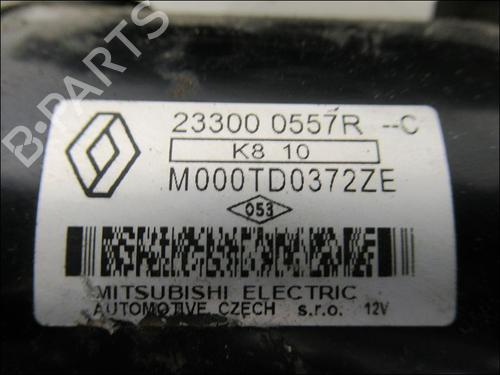 B-PARTS
23300 0557R --C
K8 10
M000TD0372ZE
053
MITSUBISHI ELECTRIC
AUTOMOTIVE CZECH s.r.o. 12V